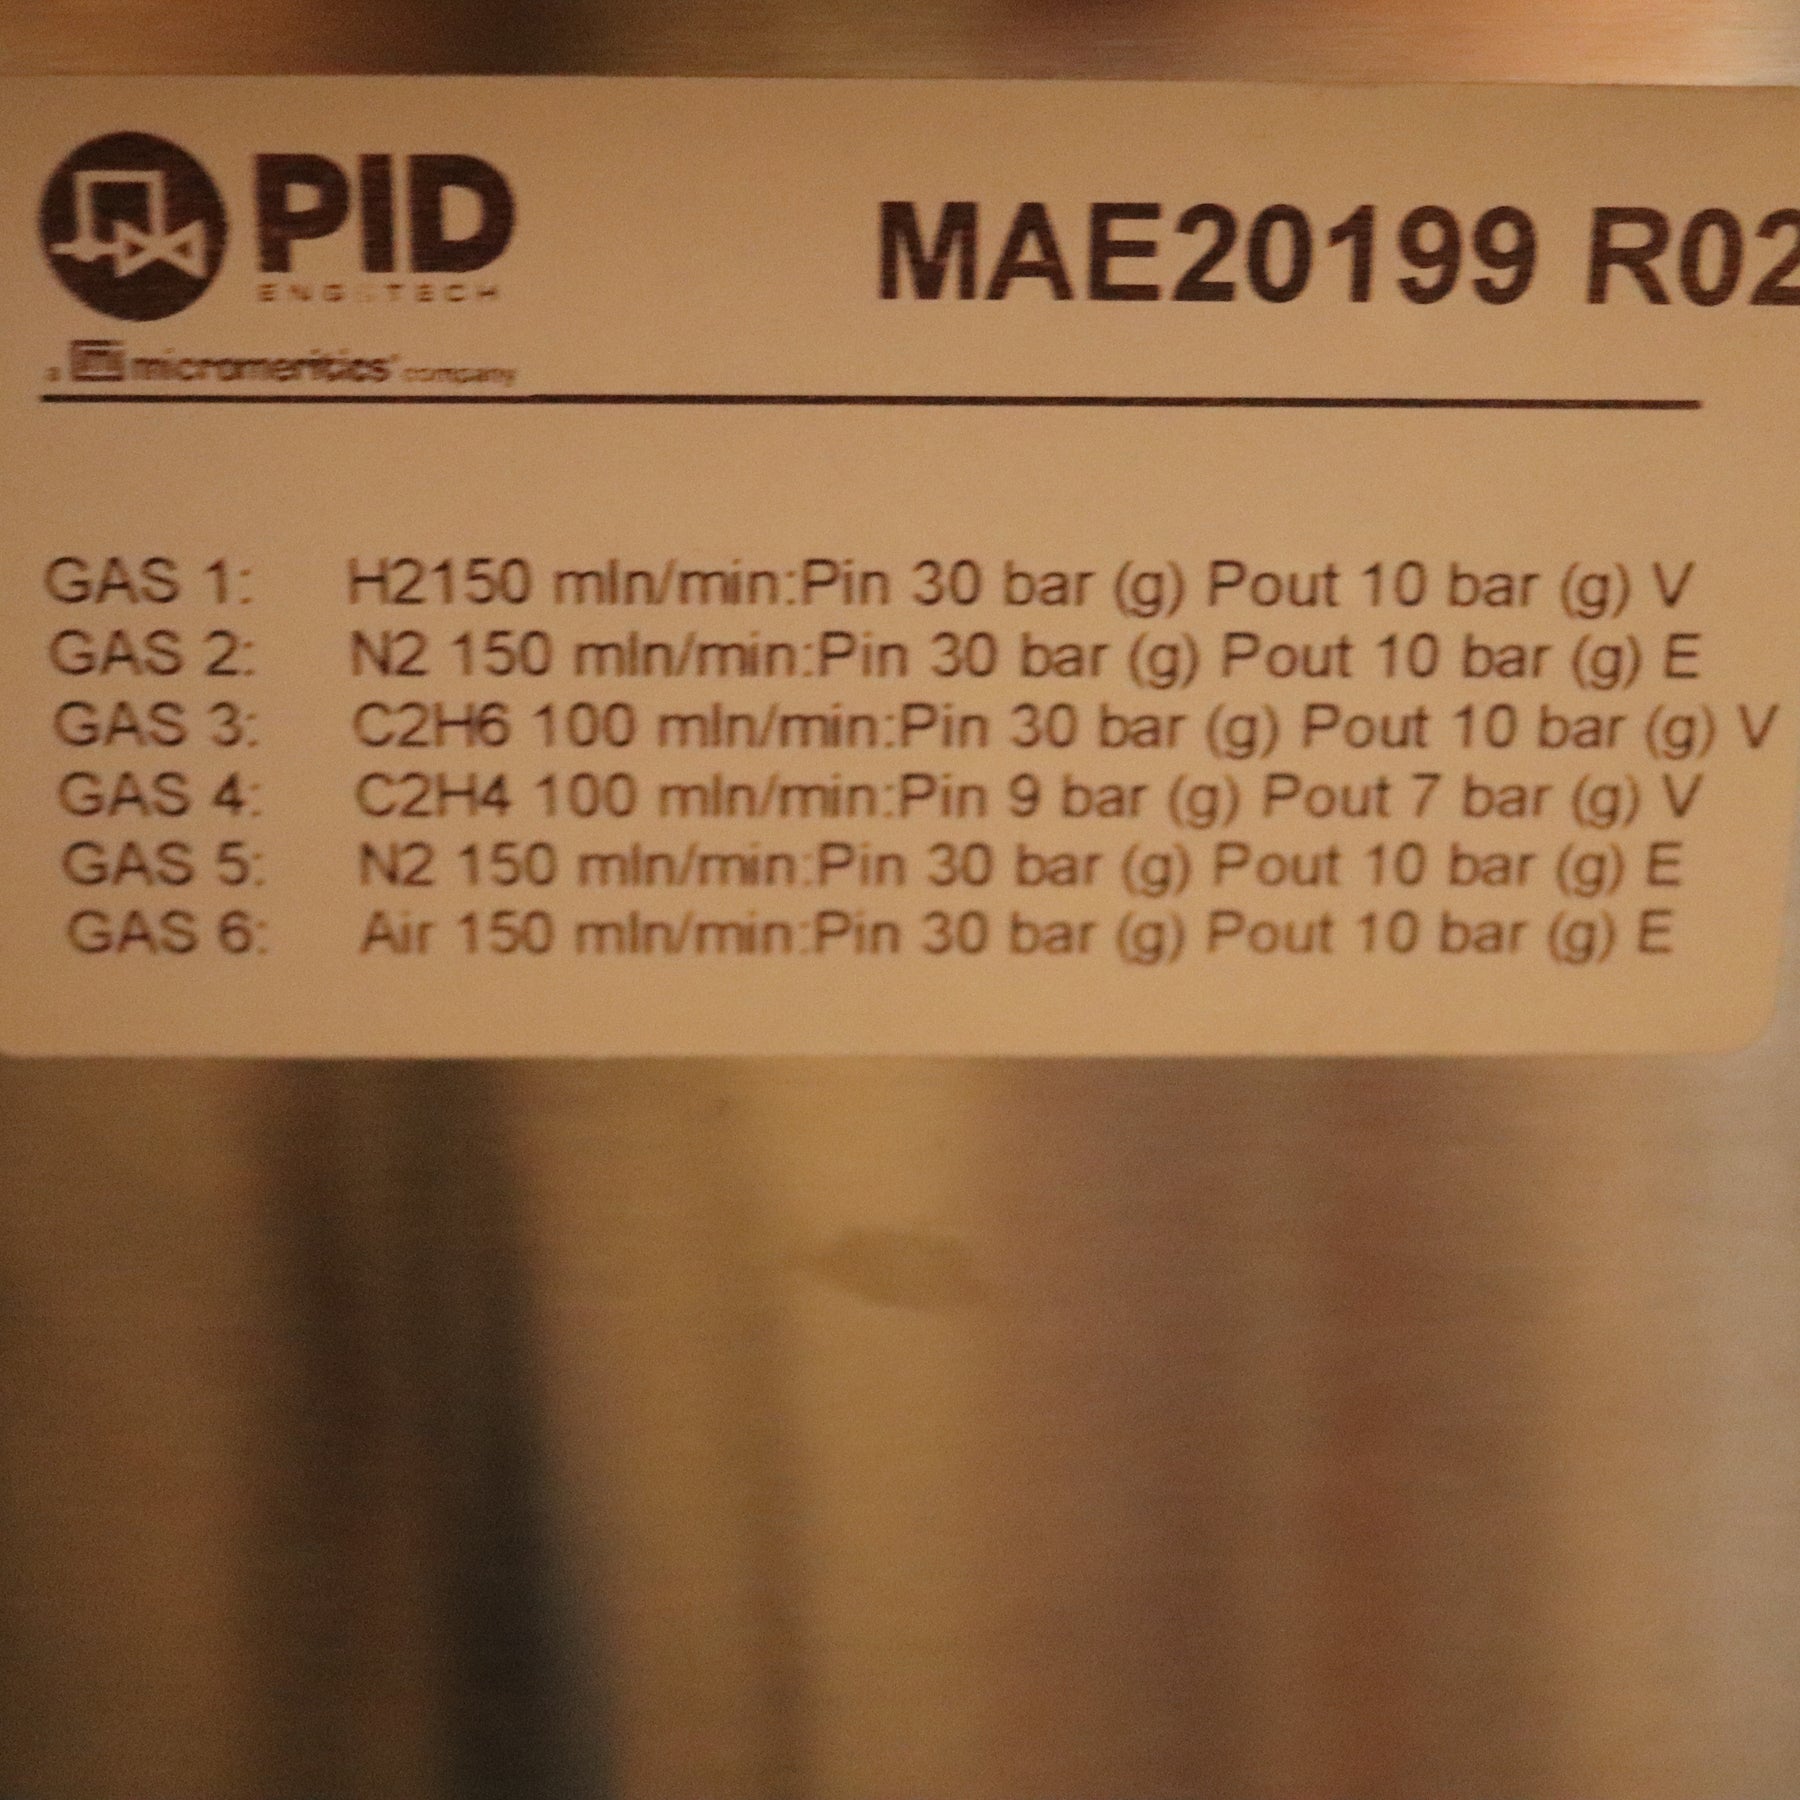 PID
MAE20199 R02
ENG&TECH
a micromeritics® company
GAS 1: H2150 mln/min:Pin 30 bar (g) Pout 10 bar (g) V
GAS 2: N2 150 mln/min:Pin 30 bar (g) Pout 10 bar (g) E
GAS 3: C2H6 100 mln/min:Pin 30 bar (g) Pout 10 bar (g) V
GAS 4: C2H4 100 mln/min:Pin 9 bar (g) Pout 7 bar (g) V
GAS 5: N2 150 mln/min:Pin 30 bar (g) Pout 10 bar (g) E
GAS 6: Air 150 mln/min:Pin 30 bar (g) Pout 10 bar (g) E